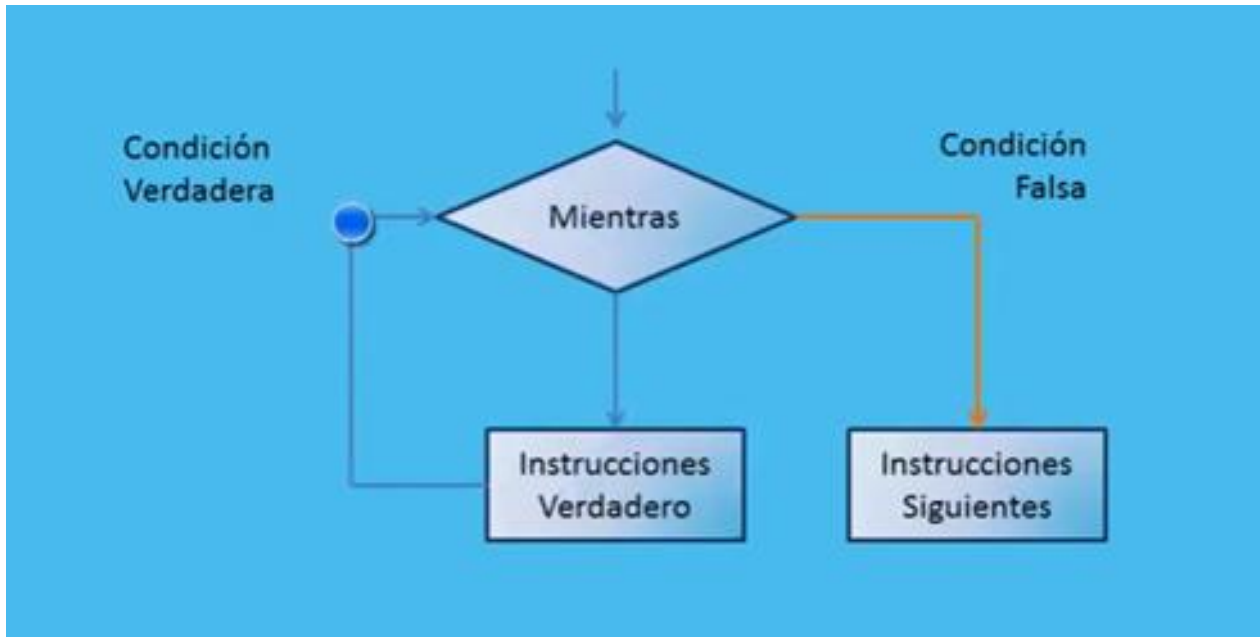 Condición
Verdadera
Condición
Falsa
Mientras
Instrucciones
Verdadero
Instrucciones
Siguientes